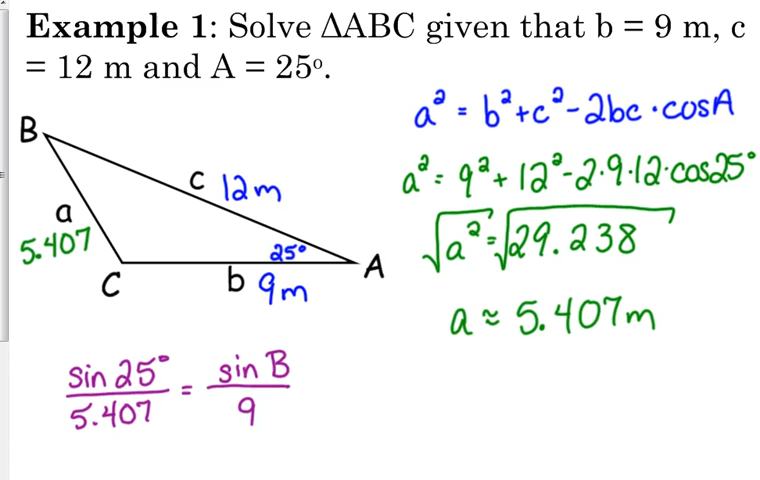 Example 1: Solve ΔABC given that b = 9 m, c
= 12 m and A = 25º.
a² = b² + c² - 2bc · cosA
B
c 12m
a² = 9² + 12² - 2·9·12·cos25°
a
5.407
√a² = √29.238
25°
A
C
b 9m
a ≈ 5.407m
sin 25° / 5.407 = sin B / 9